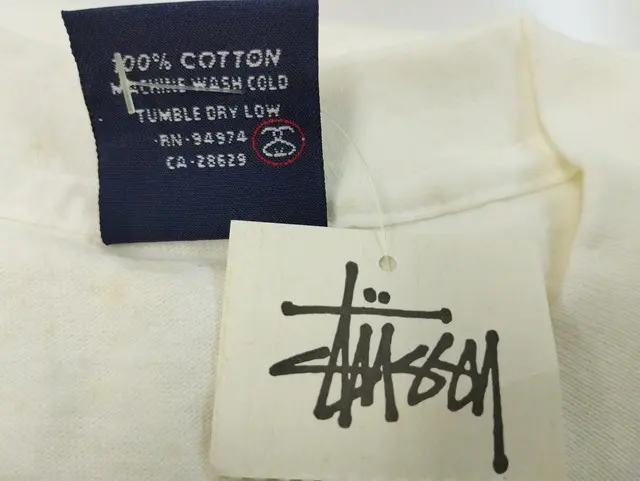 100% COTTON
MACHINE WASH COLD
TUMBLE DRY LOW
RN-94974
CA-28629
Stüssy